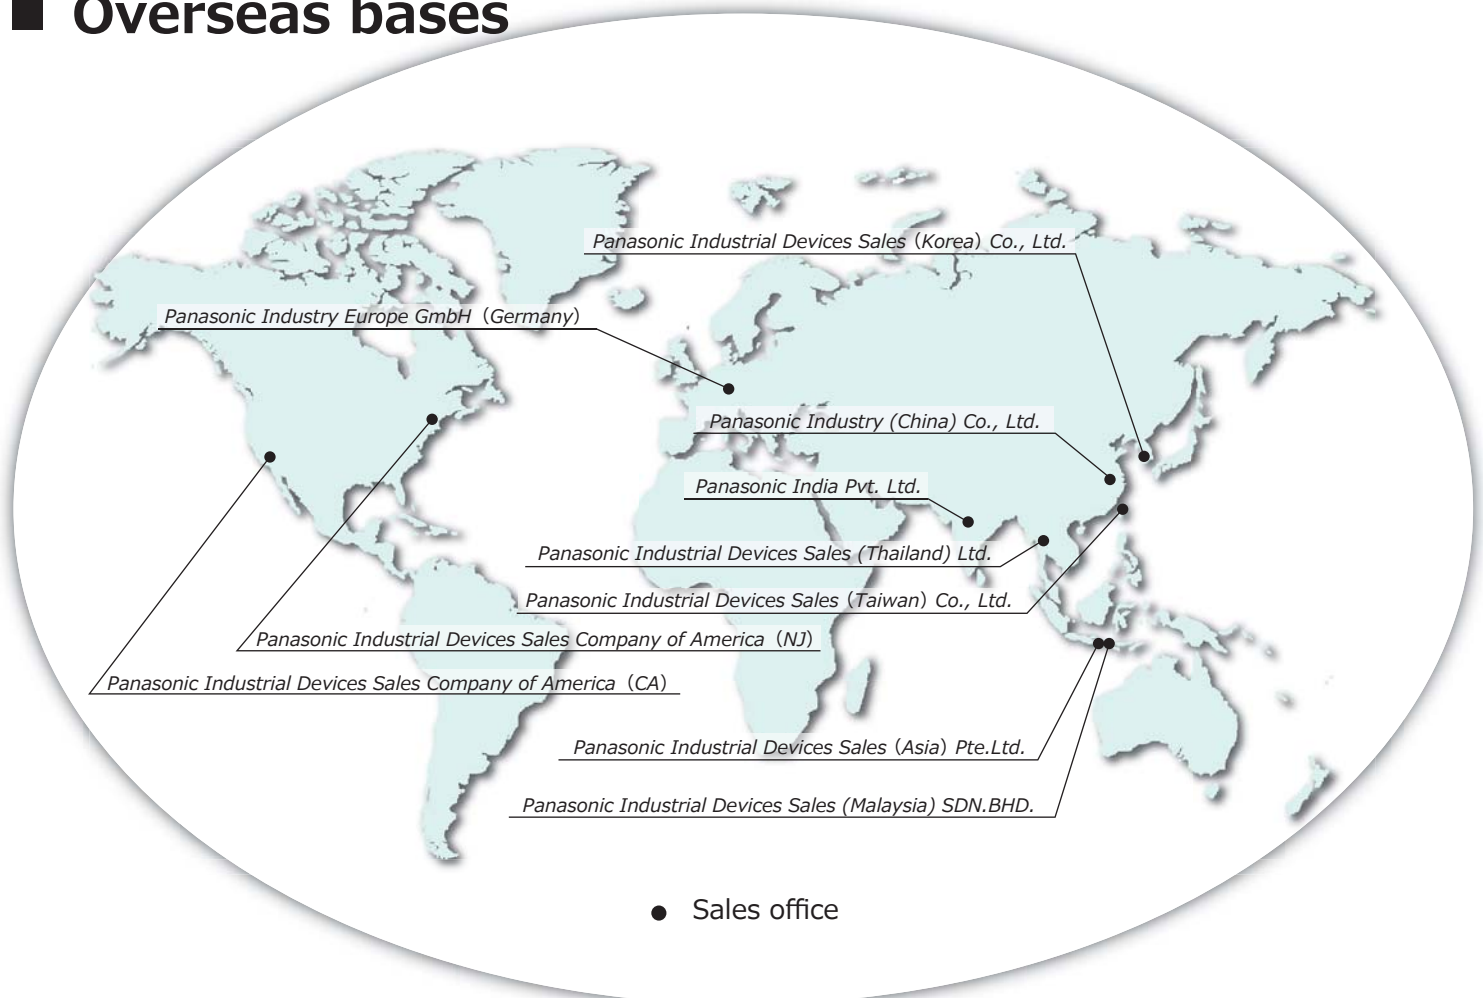 ■ Overseas bases
Panasonic Industrial Devices Sales（Korea）Co., Ltd.
Panasonic Industry Europe GmbH（Germany）
Panasonic Industry (China) Co., Ltd.
Panasonic India Pvt. Ltd.
Panasonic Industrial Devices Sales (Thailand) Ltd.
Panasonic Industrial Devices Sales（Taiwan）Co., Ltd.
Panasonic Industrial Devices Sales Company of America（NJ）
Panasonic Industrial Devices Sales Company of America（CA）
Panasonic Industrial Devices Sales（Asia）Pte.Ltd.
Panasonic Industrial Devices Sales (Malaysia) SDN.BHD.
● Sales office